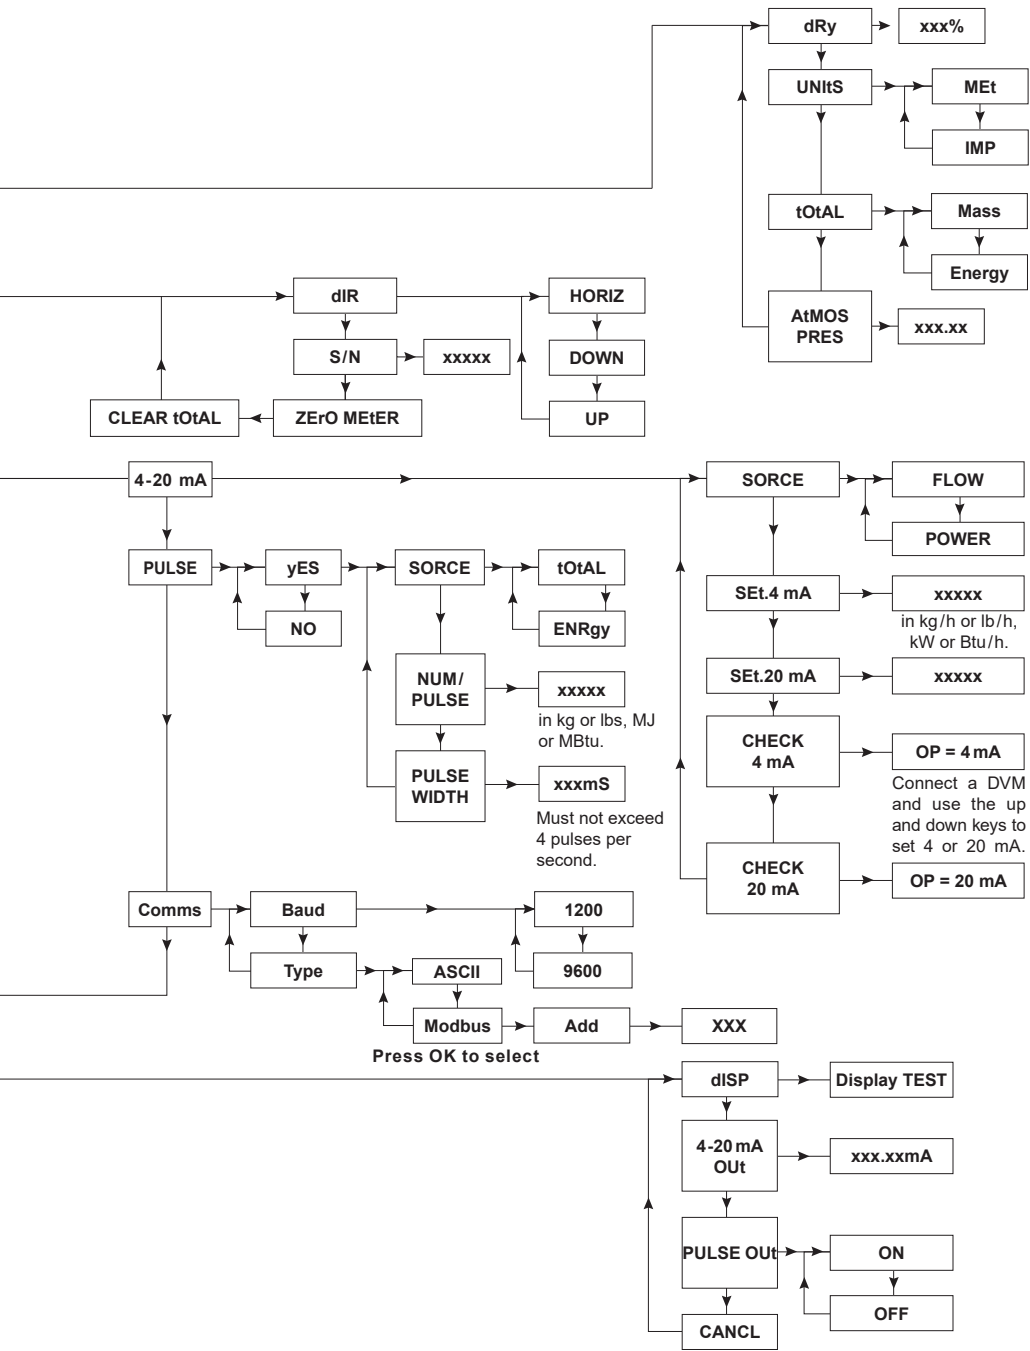 dRy
xxx%
UNItS
MEt
IMP
tOtAL
Mass
Energy
AtMOS
PRES
xxx.xx
dIR
HORIZ
S/N
xxxxx
DOWN
CLEAR tOtAL
ZErO MEtER
UP
4-20 mA
SORCE
FLOW
POWER
PULSE
yES
SORCE
tOtAL
NO
ENRgy
SEt.4 mA
xxxxx
in kg/h or lb/h,
kW or Btu/h.
NUM/
PULSE
xxxxx
in kg or lbs, MJ
or MBtu.
SEt.20 mA
xxxxx
PULSE
WIDTH
xxxmS
Must not exceed
4 pulses per
second.
CHECK
4 mA
OP = 4 mA
Connect a DVM
and use the up
and down keys to
set 4 or 20 mA.
CHECK
20 mA
OP = 20 mA
Comms
Baud
1200
Type
ASCII
9600
Modbus
Add
XXX
Press OK to select
dISP
Display TEST
4-20 mA
OUt
xxx.xxmA
PULSE OUt
ON
OFF
CANCL